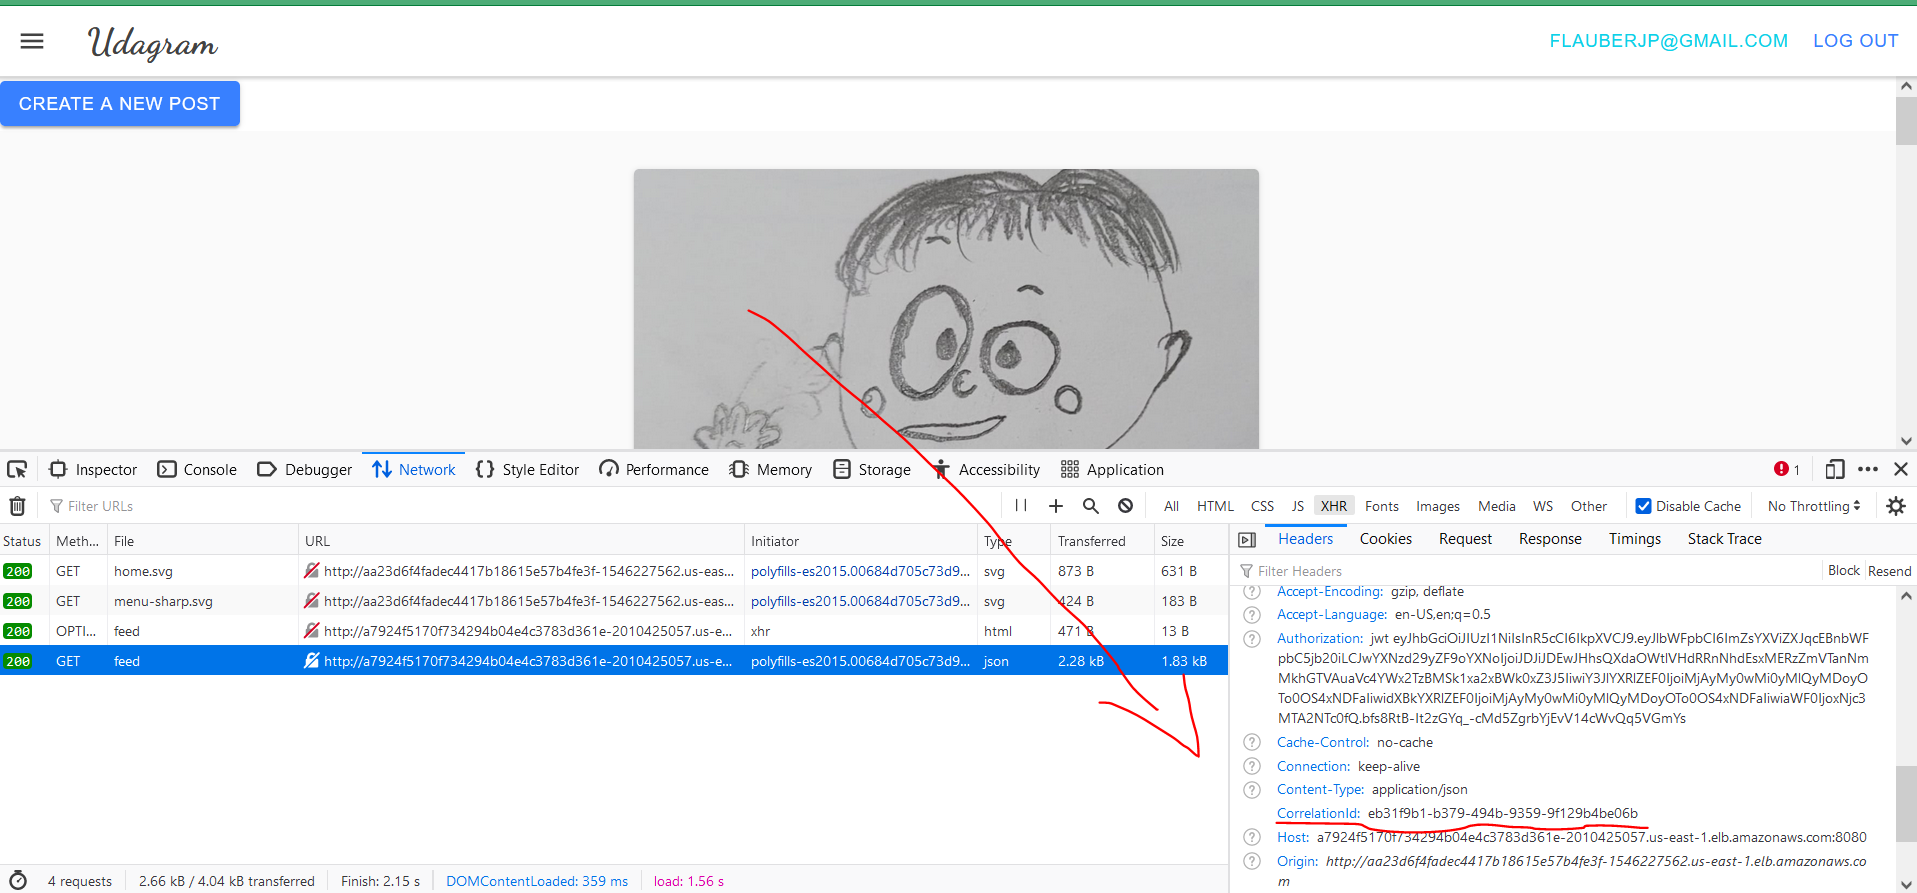 Udagram
FLAUBERJP@GMAIL.COM LOG OUT
CREATE A NEW POST
Inspector Console Debugger Network Style Editor Performance Memory Storage Accessibility Application 1
Filter URLs All HTML CSS JS XHR Fonts Images Media WS Other Disable Cache No Throttling
Status Meth... File URL Initiator Type Transferred Size
200 GET home.svg http://aa23d6f4fadec4417b18615e57b4fe3f-1546227562.us-eas... polyfills-es2015.00684d705c73d9... svg 873 B 631 B
200 GET menu-sharp.svg http://aa23d6f4fadec4417b18615e57b4fe3f-1546227562.us-eas... polyfills-es2015.00684d705c73d9... svg 424 B 183 B
200 OPTI... feed http://a7924f5170f734294b04e4c3783d361e-2010425057.us-e... xhr html 471 B 13 B
200 GET feed http://a7924f5170f734294b04e4c3783d361e-2010425057.us-e... polyfills-es2015.00684d705c73d9... json 2.28 kB 1.83 kB
Headers Cookies Request Response Timings Stack Trace
Filter Headers Block Resend
Accept-Encoding: gzip, deflate
Accept-Language: en-US,en;q=0.5
Authorization: jwt
Cache-Control: no-cache
Connection: keep-alive
Content-Type: application/json
CorrelationId: eb31f9b1-b379-494b-9359-9f129b4be06b
Host: a7924f5170f734294b04e4c3783d361e-2010425057.us-east-1.elb.amazonaws.com:8080
Origin: http://aa23d6f4fadec4417b18615e57b4fe3f-1546227562.us-east-1.elb.amazonaws.co
m
4 requests 2.66 kB / 4.04 kB transferred Finish: 2.15 s DOMContentLoaded: 359 ms load: 1.56 s